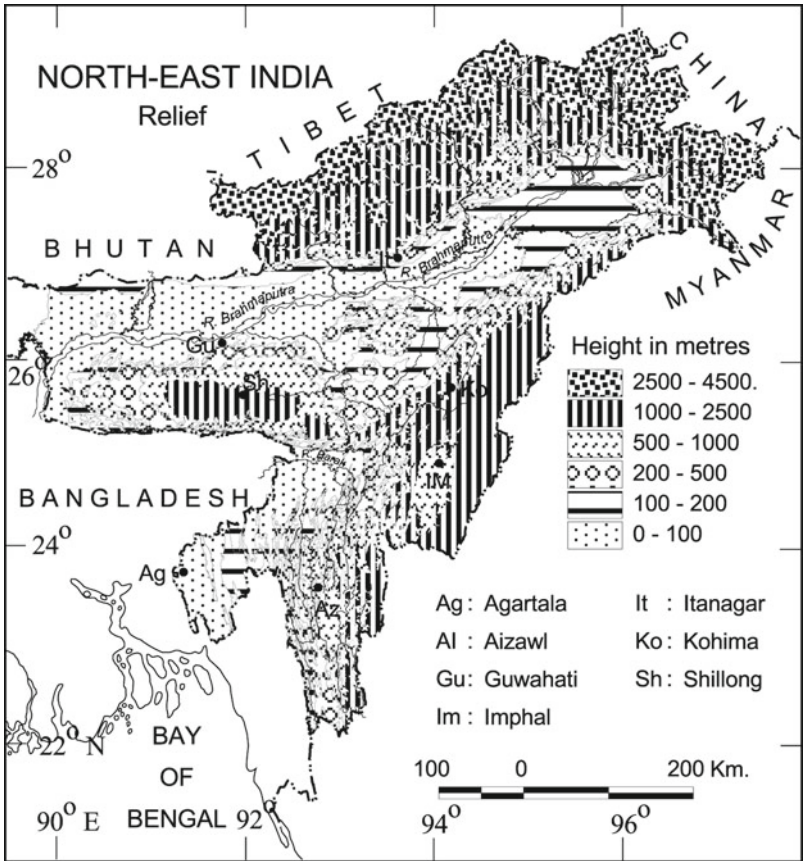 NORTH-EAST INDIA
Relief
TIBET
CHINA
28°
BHUTAN
MYANMAR
R. Brahmaputra
R. Brahmaputra
Gu
26°
Sh
Ko
Height in metres
2500 - 4500.
1000 - 2500
500 - 1000
200 - 500
100 - 200
0 - 100
R. Barak
IM
BANGLADESH
24°
Ag
Az
Ag : Agartala
It : Itanagar
Al : Aizawl
Ko : Kohima
Gu : Guwahati
Sh : Shillong
Im : Imphal
22° N
BAY
OF
BENGAL
100 0 200 Km.
90° E
92°
94°
96°